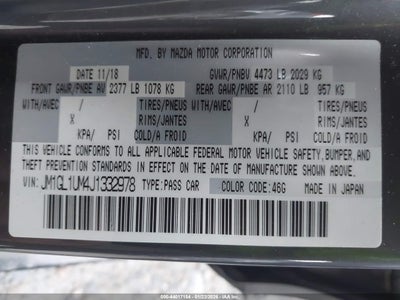 MFD. BY MAZDA MOTOR CORPORATION
DATE 11/18 GVWR/PNBV 4473 LB 2029 KG
FRONT GAWR/PNBE AV 2377 LB 1078 KG REAR GAWR/PNBE AR 2110 LB 957 KG
WITH/AVEC TIRES/PNEUS WITH/AVEC TIRES/PNEUS
X RIMS/JANTES X RIMS/JANTES
KPA/ PSI COLD/A FROID KPA/ PSI COLD/A FROID
THIS VEHICLE CONFORMS TO ALL APPLICABLE FEDERAL MOTOR VEHICLE SAFETY, BUMPER, AND
THEFT PREVENTION STANDARDS IN EFFECT ON THE DATE OF MANUFACTURE SHOWN ABOVE.
VIN: JM1GL1UM4J1332978 TYPE: PASS CAR COLOR CODE: 46G MADE IN JAPAN